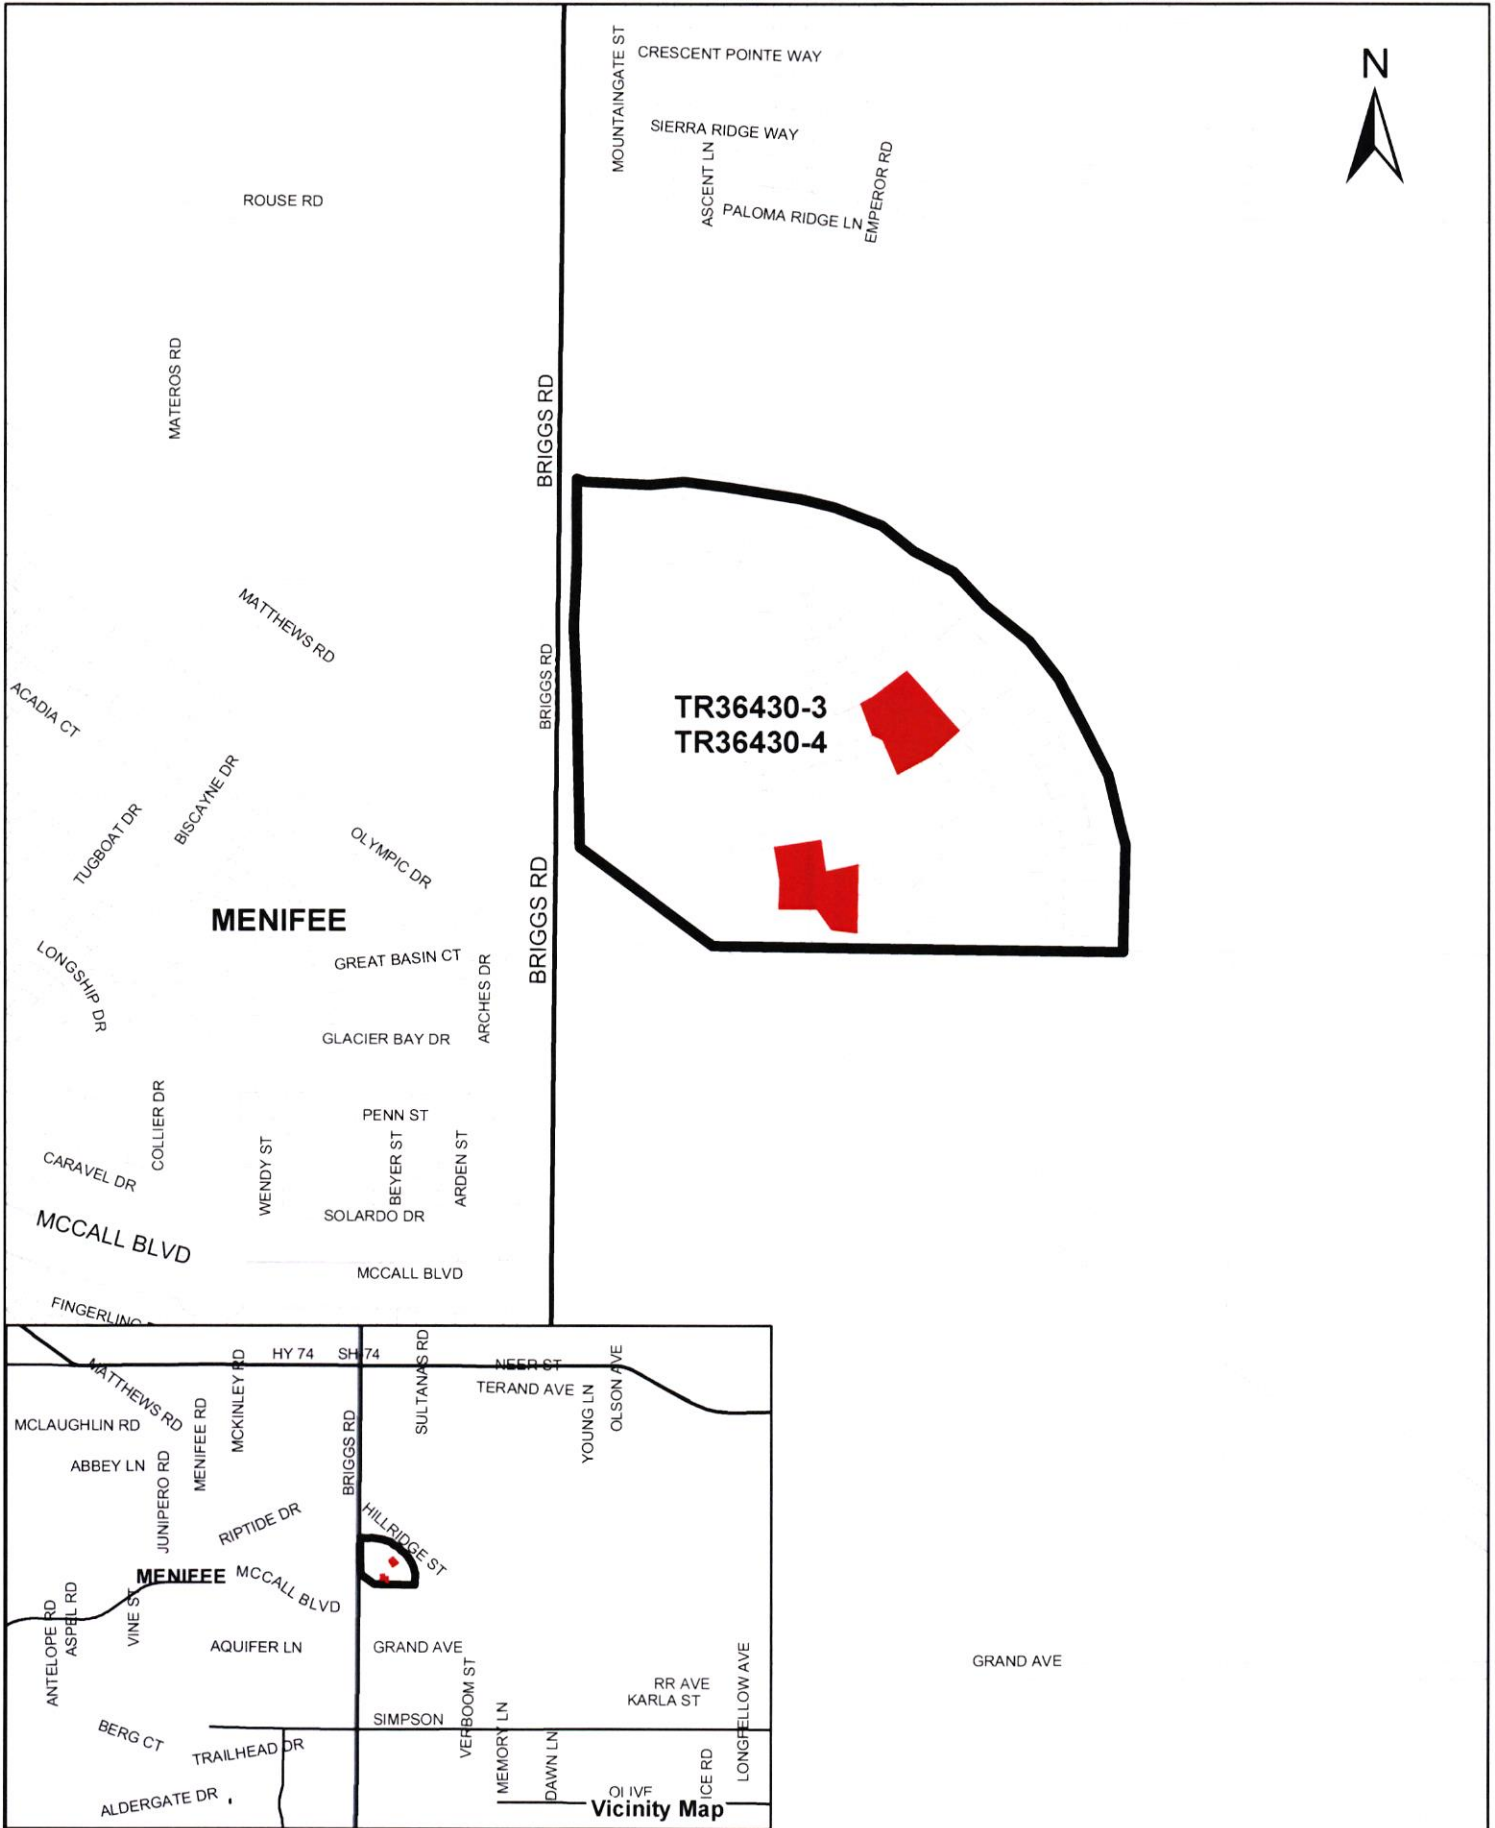 N
MOUNTAINGATE ST
CRESCENT POINTE WAY
SIERRA RIDGE WAY
ASCENT LN
EMPEROR RD
PALOMA RIDGE LN
ROUSE RD
MATEROS RD
BRIGGS RD
MATTHEWS RD
BRIGGS RD
ACADIA CT
TR36430-3
TR36430-4
BISCAYNE DR
TUGBOAT DR
OLYMPIC DR
BRIGGS RD
MENIFEE
LONGSHIP DR
GREAT BASIN CT
ARCHES DR
GLACIER BAY DR
COLLIER DR
PENN ST
WENDY ST
BEYER ST
ARDEN ST
CARAVEL DR
SOLARDO DR
MCCALL BLVD
MCCALL BLVD
HY 74
SH 74
SULTANAS RD
NEER ST
OLSON AVE
MATTHEWS RD
MCKINLEY RD
TERAND AVE
YOUNG LN
MCLAUGHLIN RD
MENIFEE RD
BRIGGS RD
ABBEY LN
JUNIPERO RD
RIPTIDE DR
HILLRIDGE ST
MENIFEE
MCCALL BLVD
ANTELOPE RD
ASPEL RD
VINE ST
AQUIFER LN
GRAND AVE
GRAND AVE
VERBOOM ST
RR AVE
KARLA ST
LONGFELLOW AVE
SIMPSON
MEMORY LN
DAWN LN
BERG CT
TRAILHEAD DR
ICE RD
ALDERGATE DR
OLIVE
Vicinity Map